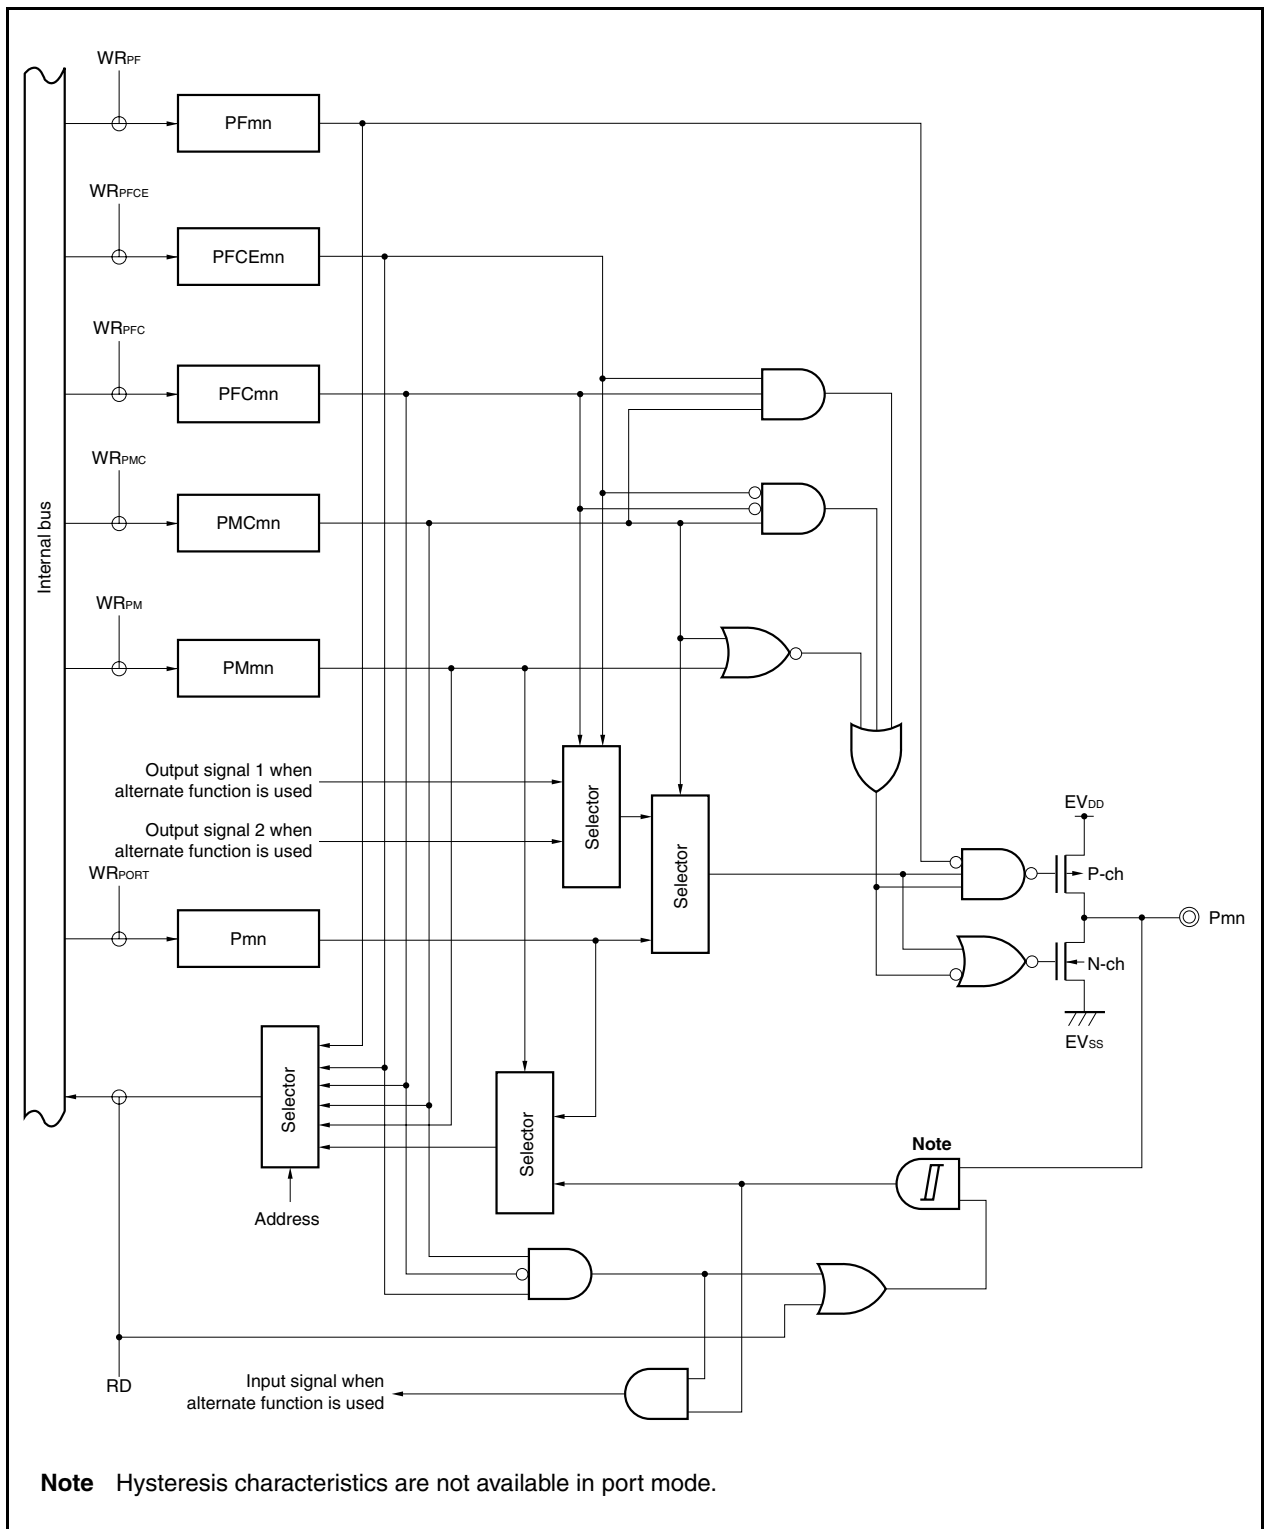 WRPF
PFmn
WRPFCE
PFCEmn
WRPFC
PFCmn
WRPMC
PMCmn
Internal bus
WRPM
PMmn
Output signal 1 when
alternate function is used
Output signal 2 when
alternate function is used
Selector
Selector
EVDD
P-ch
WRPORT
Pmn
Pmn
N-ch
EVSS
Selector
Selector
Note
Address
RD
Input signal when
alternate function is used
Note Hysteresis characteristics are not available in port mode.